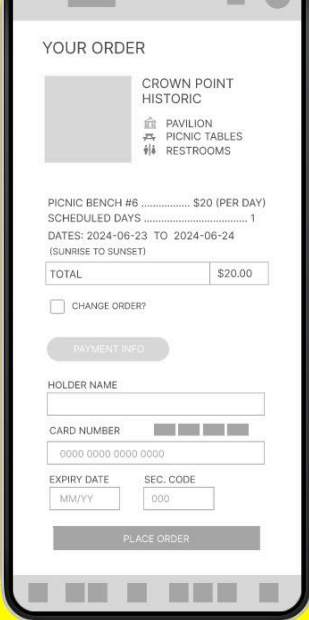 YOUR ORDER
CROWN POINT
HISTORIC
PAVILION
PICNIC TABLES
RESTROOMS
PICNIC BENCH #6 ................. $20 (PER DAY)
SCHEDULED DAYS .................................. 1
DATES: 2024-06-23 TO 2024-06-24
(SUNRISE TO SUNSET)
TOTAL $20.00
CHANGE ORDER?
PAYMENT INFO
HOLDER NAME
CARD NUMBER
0000 0000 0000 0000
EXPIRY DATE SEC. CODE
MM/YY 000
PLACE ORDER